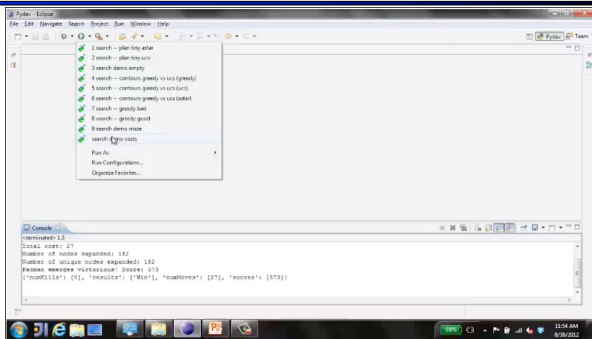 Pydev - Eclipse
File Edit Navigate Search Project Run Window Help
Pydev Team
1 search -- plan tiny astar
2 search -- plan tiny ucs
3 search demo empty
4 search -- contours greedy vs ucs (greedy)
5 search -- contours greedy vs ucs (ucs)
6 search -- contours greedy vs ucs (astar)
7 search -- greedy bad
8 search -- greedy good
9 search demo maze
search demo costs
Run As
Run Configurations...
Organize Favorites...
Console
<terminated> 1.5
Total cost: 27
Number of nodes expanded: 182
Number of unique nodes expanded: 182
Pacman emerges victorious! Score: 573
{'numKills': [0], 'results': ['Win'], 'numMoves': [27], 'scores': [573]}
98%
11:54 AM
8/30/2012